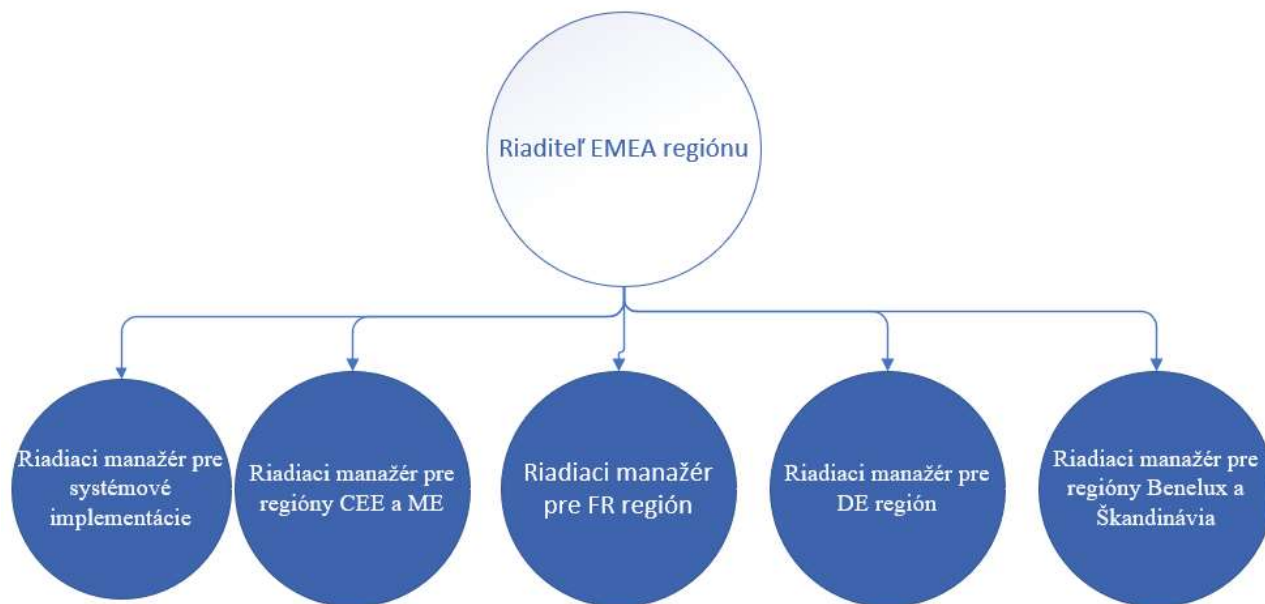 Riaditeľ EMEA regiónu
Riadiaci manažér pre
systémové
implementácie
Riadiaci manažér pre
regióny CEE a ME
Riadiaci manažér
pre FR región
Riadiaci manažér pre
DE región
Riadiaci manažér pre
regióny Benelux a
Škandinávia